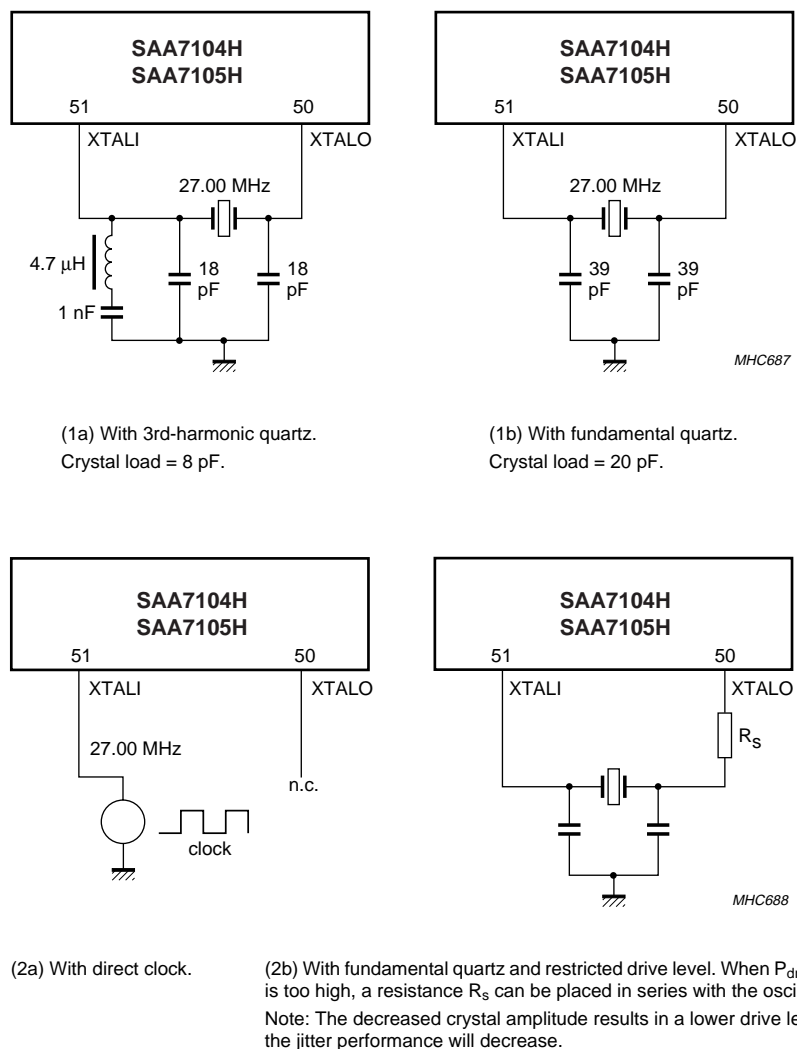 SAA7104H
SAA7105H
51
50
XTALI
XTALO
27.00 MHz
4.7 μH
18
pF
18
pF
1 nF
SAA7104H
SAA7105H
51
50
XTALI
XTALO
27.00 MHz
39
pF
39
pF
MHC687
(1a) With 3rd-harmonic quartz.
Crystal load = 8 pF.
(1b) With fundamental quartz.
Crystal load = 20 pF.
SAA7104H
SAA7105H
51
50
XTALI
XTALO
27.00 MHz
n.c.
clock
SAA7104H
SAA7105H
51
50
XTALI
XTALO
Rs
MHC688
(2a) With direct clock.
(2b) With fundamental quartz and restricted drive level. When Pdr
is too high, a resistance Rs can be placed in series with the osci
Note: The decreased crystal amplitude results in a lower drive le
the jitter performance will decrease.